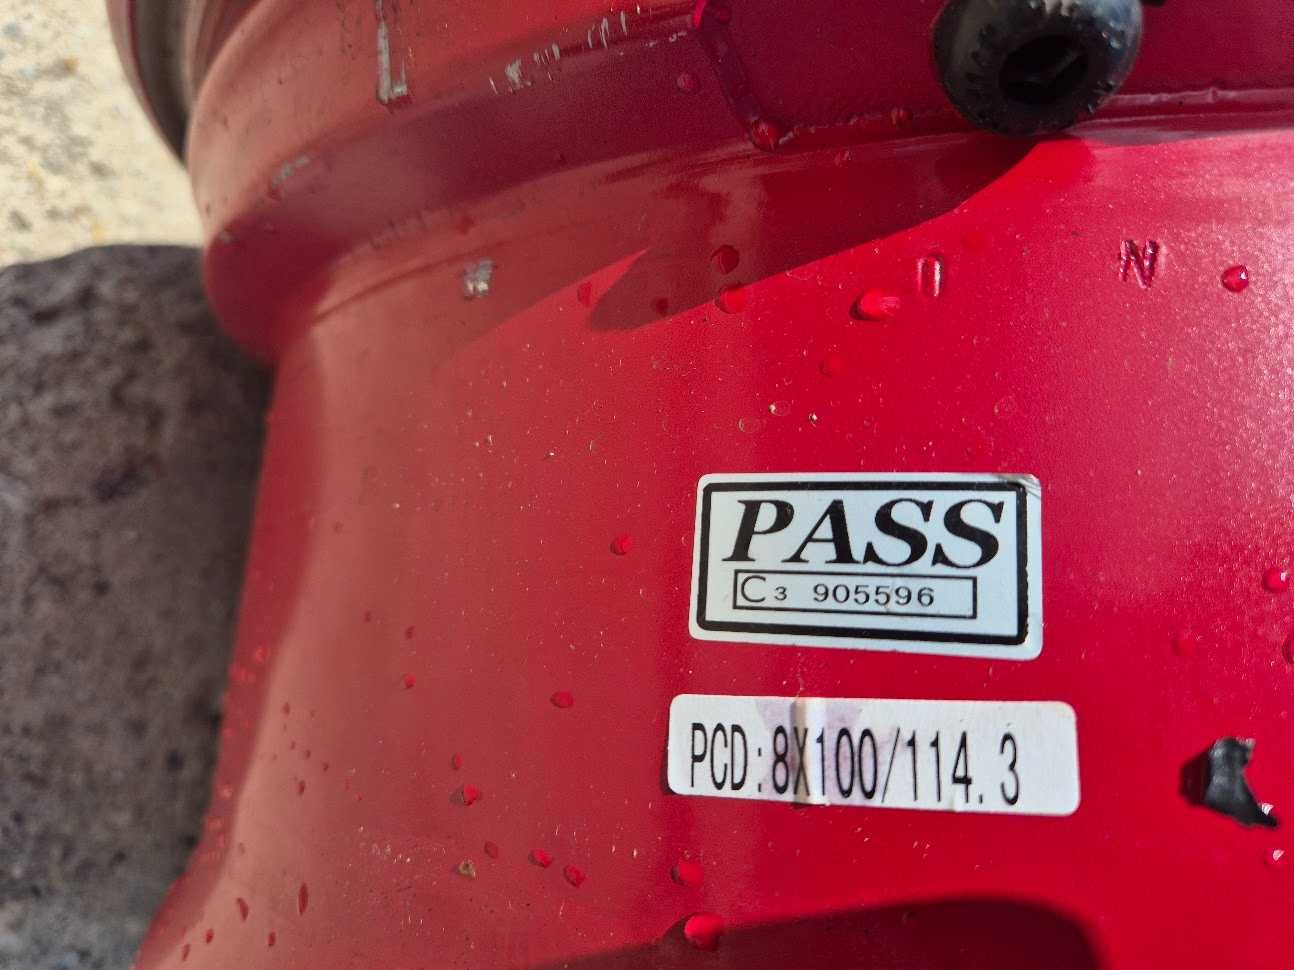 O N
PASS
C3 905596
PCD:8X100/114.3